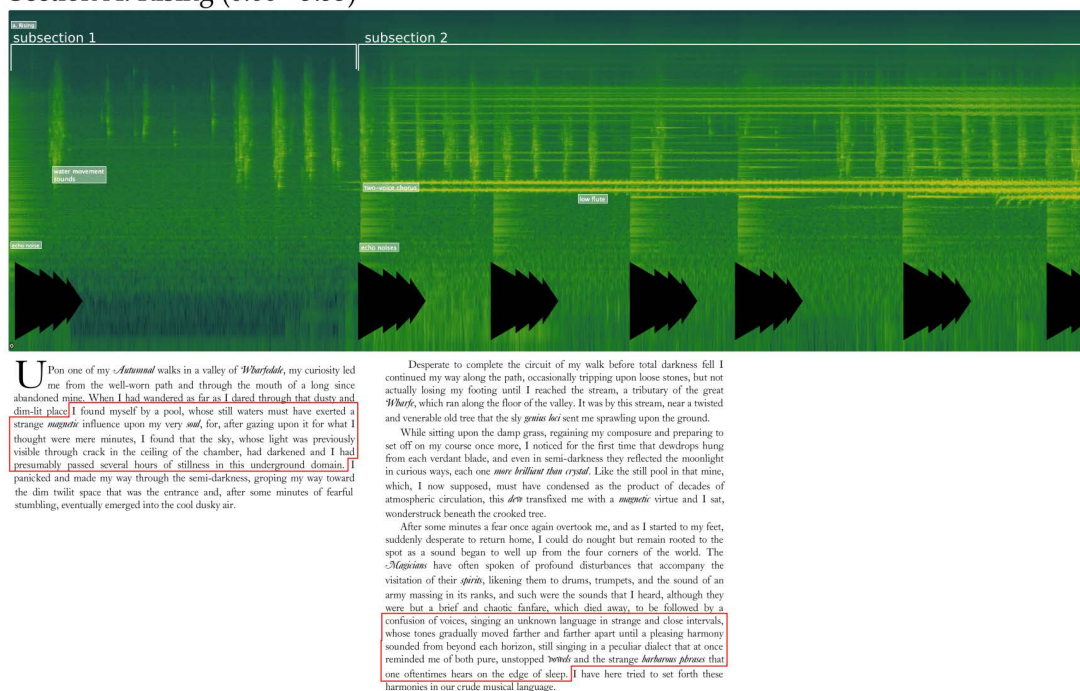 a. Rising
subsection 1
subsection 2
water movement
sounds
two-voice chorus
low flute
echo noise
echo noises
0
UPon one of my Autumnal walks in a valley of Wharfedale, my curiosity led
me from the well-worn path and through the mouth of a long since
abandoned mine. When I had wandered as far as I dared through that dusty and
dim-lit place I found myself by a pool, whose still waters must have exerted a
strange magnetic influence upon my very soul, for, after gazing upon it for what I
thought were mere minutes, I found that the sky, whose light was previously
visible through crack in the ceiling of the chamber, had darkened and I had
presumably passed several hours of stillness in this underground domain. I
panicked and made my way through the semi-darkness, groping my way toward
the dim twilit space that was the entrance and, after some minutes of fearful
stumbling, eventually emerged into the cool dusky air.
Desperate to complete the circuit of my walk before total darkness fell I
continued my way along the path, occasionally tripping upon loose stones, but not
actually losing my footing until I reached the stream, a tributary of the great
Wharfe, which ran along the floor of the valley. It was by this stream, near a twisted
and venerable old tree that the sly genius loci sent me sprawling upon the ground.
While sitting upon the damp grass, regaining my composure and preparing to
set off on my course once more, I noticed for the first time that dewdrops hung
from each verdant blade, and even in semi-darkness they reflected the moonlight
in curious ways, each one more brilliant than crystal. Like the still pool in that mine,
which, I now supposed, must have condensed as the product of decades of
atmospheric circulation, this dew transfixed me with a magnetic virtue and I sat,
wonderstruck beneath the crooked tree.
After some minutes a fear once again overtook me, and as I started to my feet,
suddenly desperate to return home, I could do nought but remain rooted to the
spot as a sound began to well up from the four corners of the world. The
Magicians have often spoken of profound disturbances that accompany the
visitation of their spirits, likening them to drums, trumpets, and the sound of an
army massing in its ranks, and such were the sounds that I heard, although they
were but a brief and chaotic fanfare, which died away, to be followed by a
confusion of voices, singing an unknown language in strange and close intervals,
whose tones gradually moved farther and farther apart until a pleasing harmony
sounded from beyond each horizon, still singing in a peculiar dialect that at once
reminded me of both pure, unstopped vowels and the strange barbarous phrases that
one oftentimes hears on the edge of sleep. I have here tried to set forth these
harmonies in our crude musical language.